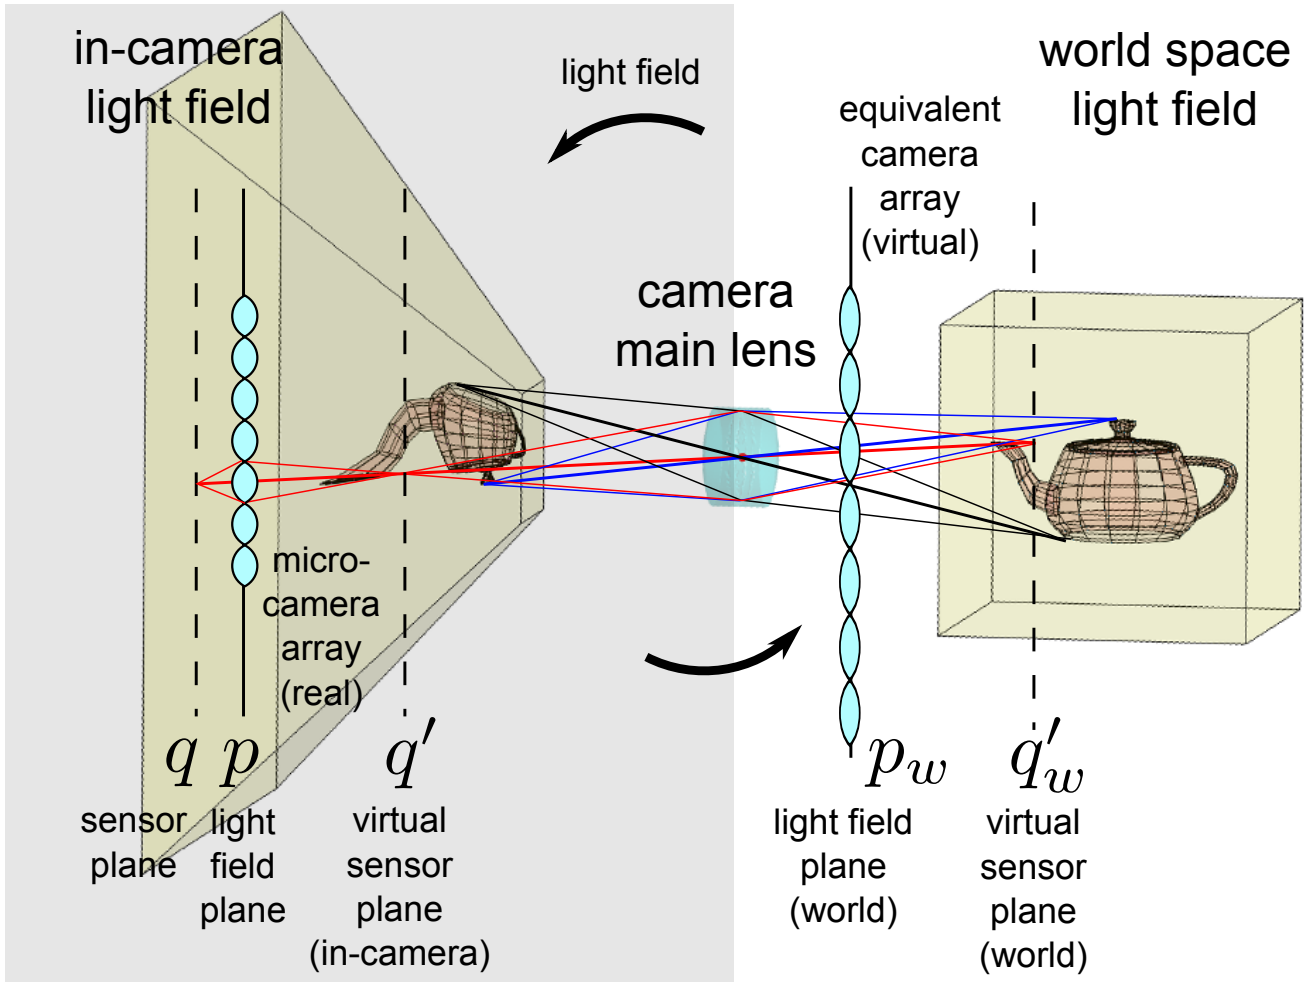 in-camera
light field
light field
world space
light field
equivalent
camera
array
(virtual)
camera
main lens
micro-
camera
array
(real)
q
p
q′
p_w
q′_w
sensor
plane
light
field
plane
virtual
sensor
plane
(in-camera)
light field
plane
(world)
virtual
sensor
plane
(world)